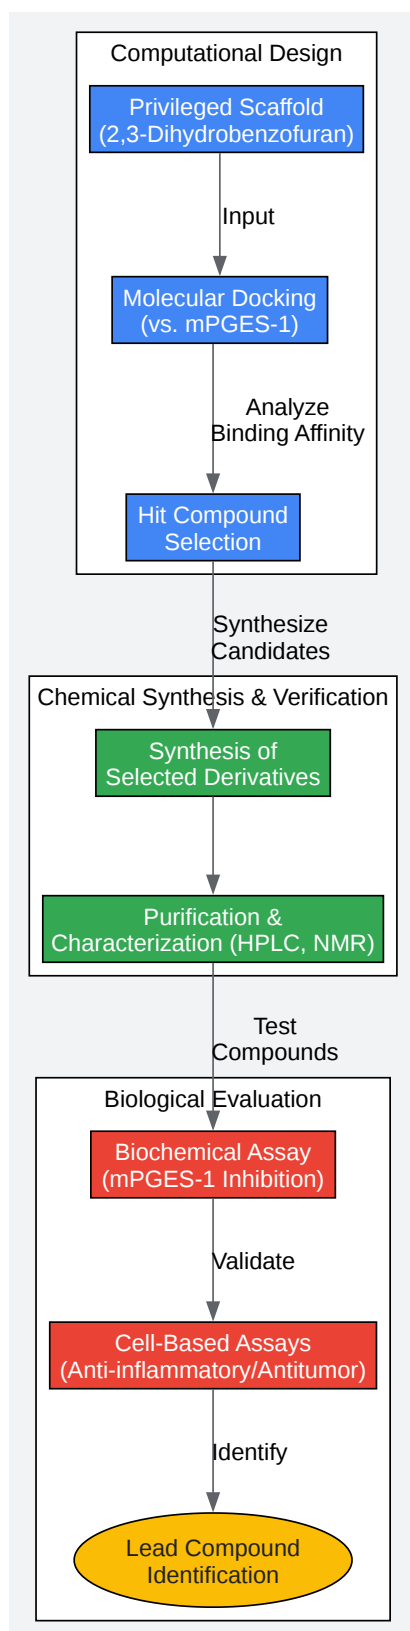 Computational Design
Privileged Scaffold
(2,3-Dihydrobenzofuran)
Input
Molecular Docking
(vs. mPGES-1)
Analyze
Binding Affinity
Hit Compound
Selection
Synthesize
Candidates
Chemical Synthesis & Verification
Synthesis of
Selected Derivatives
Purification &
Characterization (HPLC, NMR)
Test
Compounds
Biological Evaluation
Biochemical Assay
(mPGES-1 Inhibition)
Validate
Cell-Based Assays
(Anti-inflammatory/Antitumor)
Identify
Lead Compound
Identification